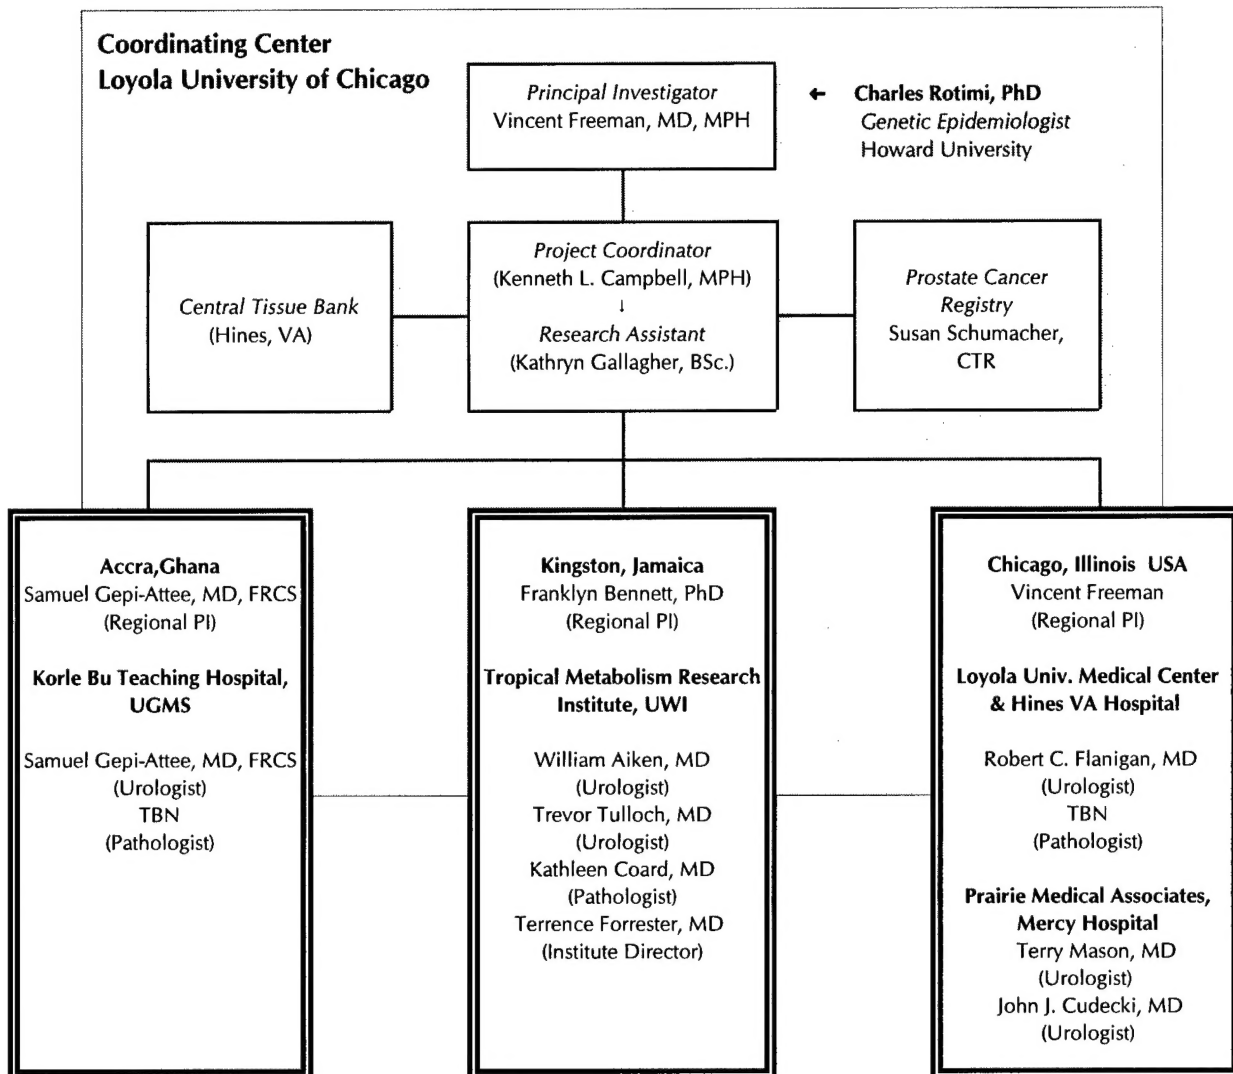 Coordinating Center
Loyola University of Chicago
Principal Investigator
Vincent Freeman, MD, MPH
← Charles Rotimi, PhD
Genetic Epidemiologist
Howard University
Central Tissue Bank
(Hines, VA)
Project Coordinator
(Kenneth L. Campbell, MPH)
↓
Research Assistant
(Kathryn Gallagher, BSc.)
Prostate Cancer
Registry
Susan Schumacher,
CTR
Accra,Ghana
Samuel Gepi-Attee, MD, FRCS
(Regional PI)
Korle Bu Teaching Hospital,
UGMS
Samuel Gepi-Attee, MD, FRCS
(Urologist)
TBN
(Pathologist)
Kingston, Jamaica
Franklyn Bennett, PhD
(Regional PI)
Tropical Metabolism Research
Institute, UWI
William Aiken, MD
(Urologist)
Trevor Tulloch, MD
(Urologist)
Kathleen Coard, MD
(Pathologist)
Terrence Forrester, MD
(Institute Director)
Chicago, Illinois USA
Vincent Freeman
(Regional PI)
Loyola Univ. Medical Center
& Hines VA Hospital
Robert C. Flanigan, MD
(Urologist)
TBN
(Pathologist)
Prairie Medical Associates,
Mercy Hospital
Terry Mason, MD
(Urologist)
John J. Cudecki, MD
(Urologist)